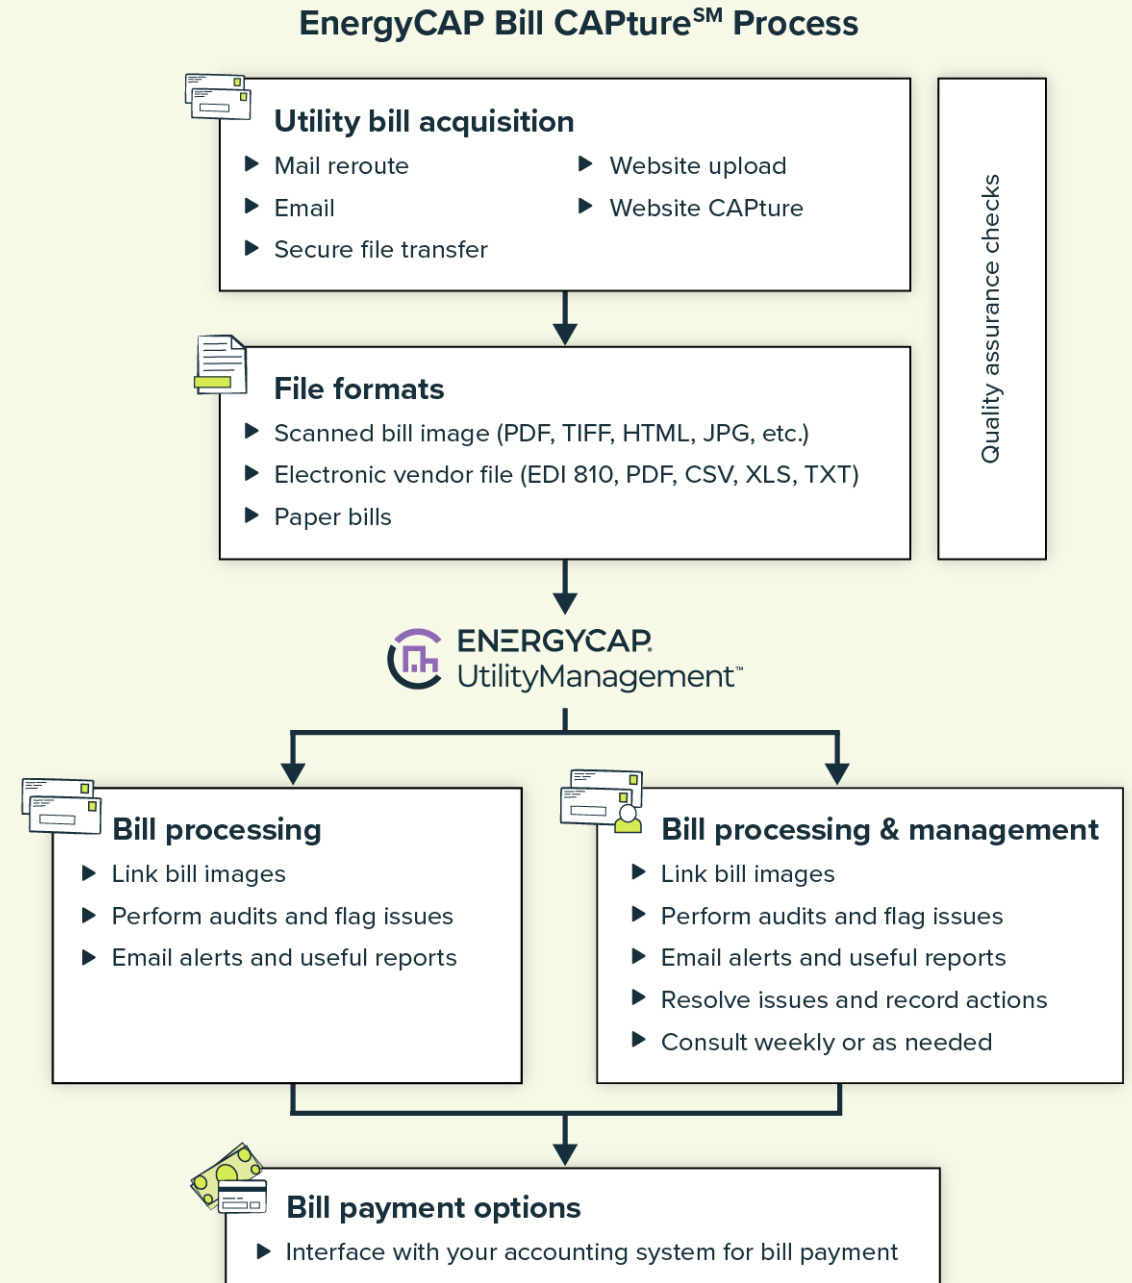 EnergyCAP Bill CAPture℠ Process
Utility bill acquisition
Mail reroute
Email
Secure file transfer
Website upload
Website CAPture
Quality assurance checks
File formats
Scanned bill image (PDF, TIFF, HTML, JPG, etc.)
Electronic vendor file (EDI 810, PDF, CSV, XLS, TXT)
Paper bills
ENERGYCAP®
UtilityManagement™
Bill processing
Link bill images
Perform audits and flag issues
Email alerts and useful reports
Bill processing & management
Link bill images
Perform audits and flag issues
Email alerts and useful reports
Resolve issues and record actions
Consult weekly or as needed
Bill payment options
Interface with your accounting system for bill payment